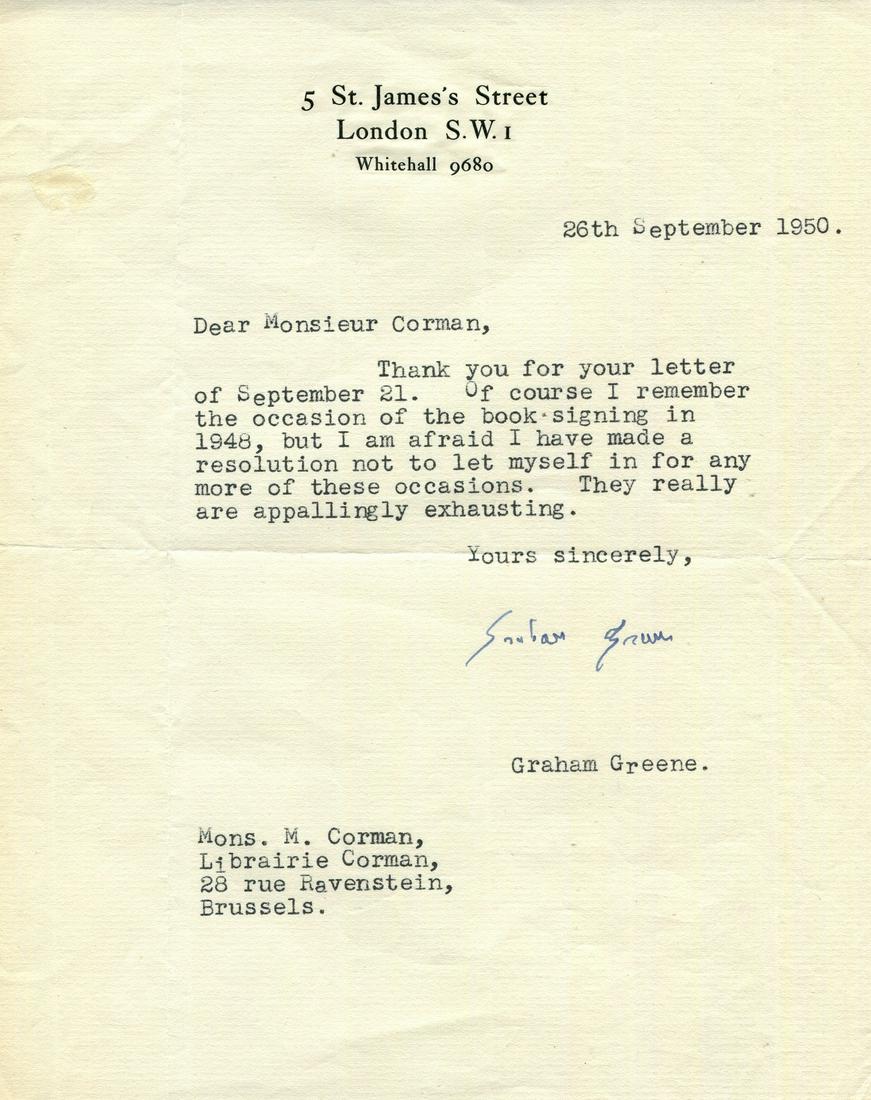 5 St. James's Street
London S.W.1
Whitehall 9680
26th September 1950.
Dear Monsieur Corman,
Thank you for your letter
of September 21. Of course I remember
the occasion of the book-signing in
1948, but I am afraid I have made a
resolution not to let myself in for any
more of these occasions. They really
are appallingly exhausting.
Yours sincerely,
Graham Greene
Graham Greene.
Mons. M. Corman,
Librairie Corman,
28 rue Ravenstein,
Brussels.